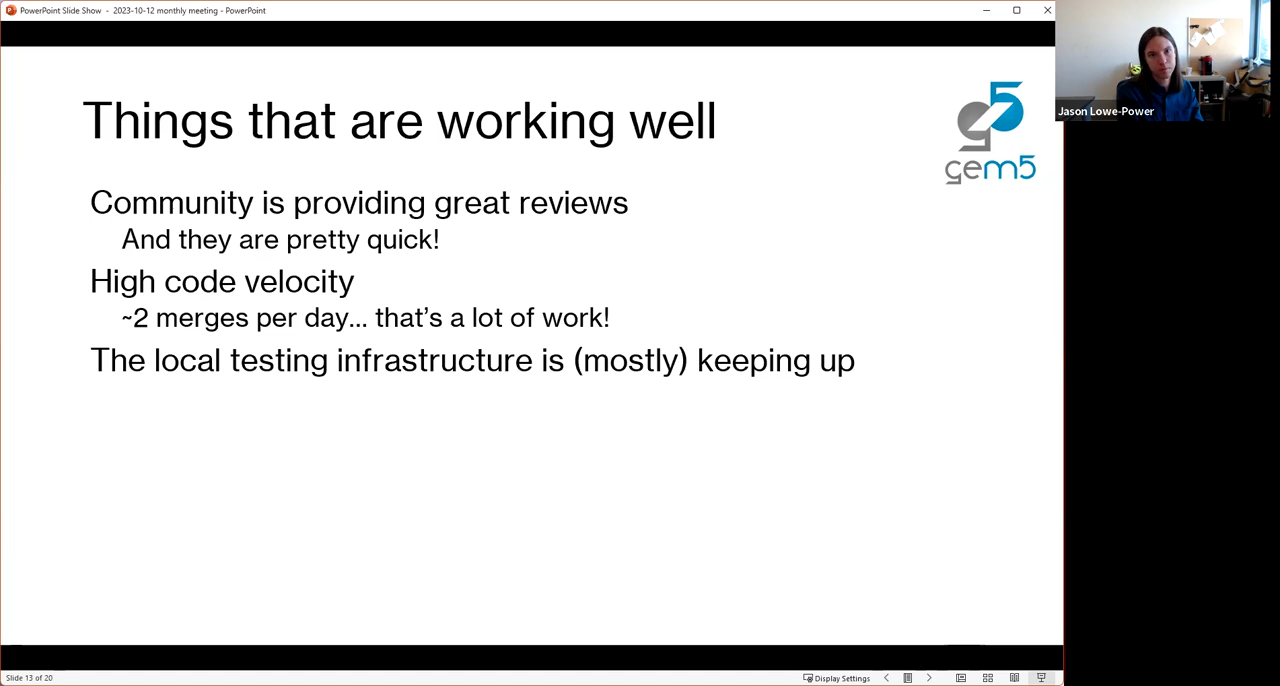 PowerPoint Slide Show - 2023-10-12 monthly meeting - PowerPoint
Jason Lowe-Power
Things that are working well
gem5
Community is providing great reviews
And they are pretty quick!
High code velocity
~2 merges per day... that’s a lot of work!
The local testing infrastructure is (mostly) keeping up
Slide 13 of 20
Display Settings